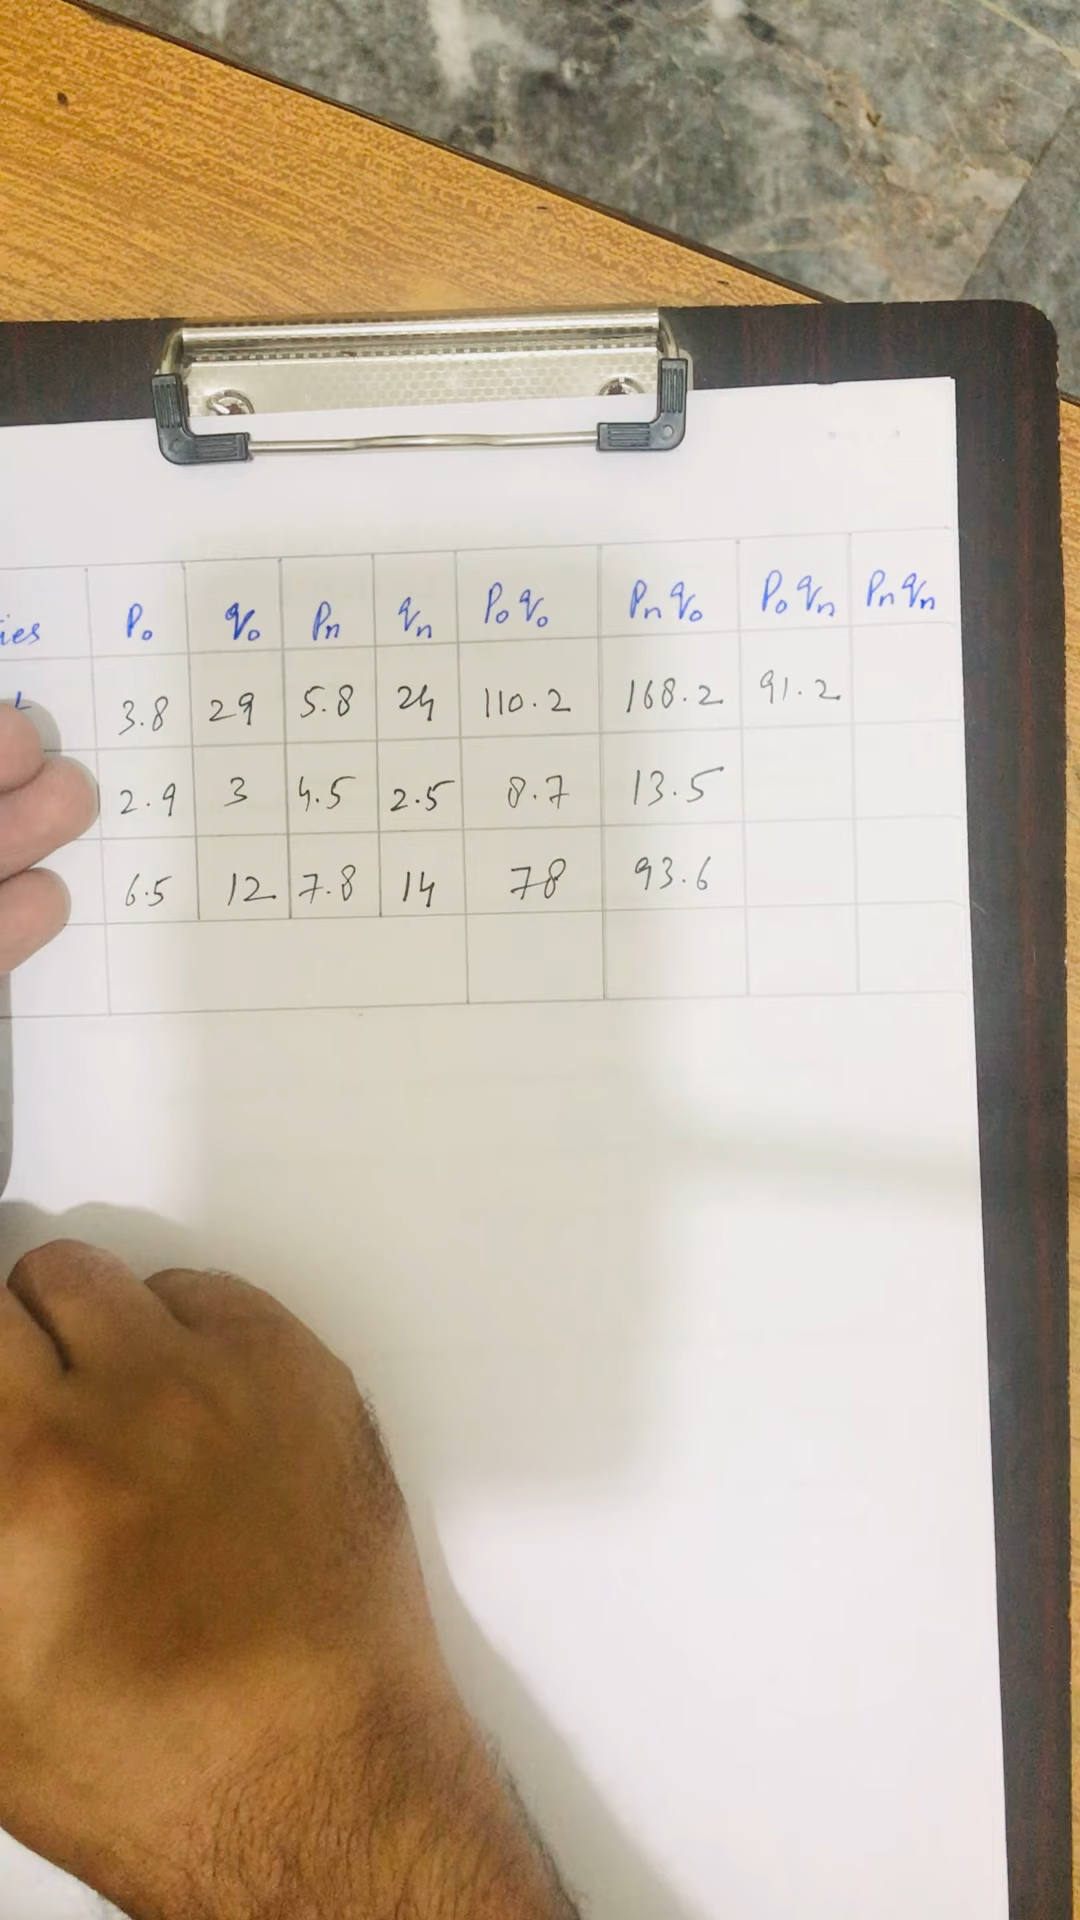 ies P₀ q₀ Pₙ qₙ P₀q₀ Pₙq₀ P₀qₙ Pₙqₙ
3.8 29 5.8 24 110.2 168.2 91.2
2.9 3 4.5 2.5 8.7 13.5
6.5 12 7.8 14 78 93.6